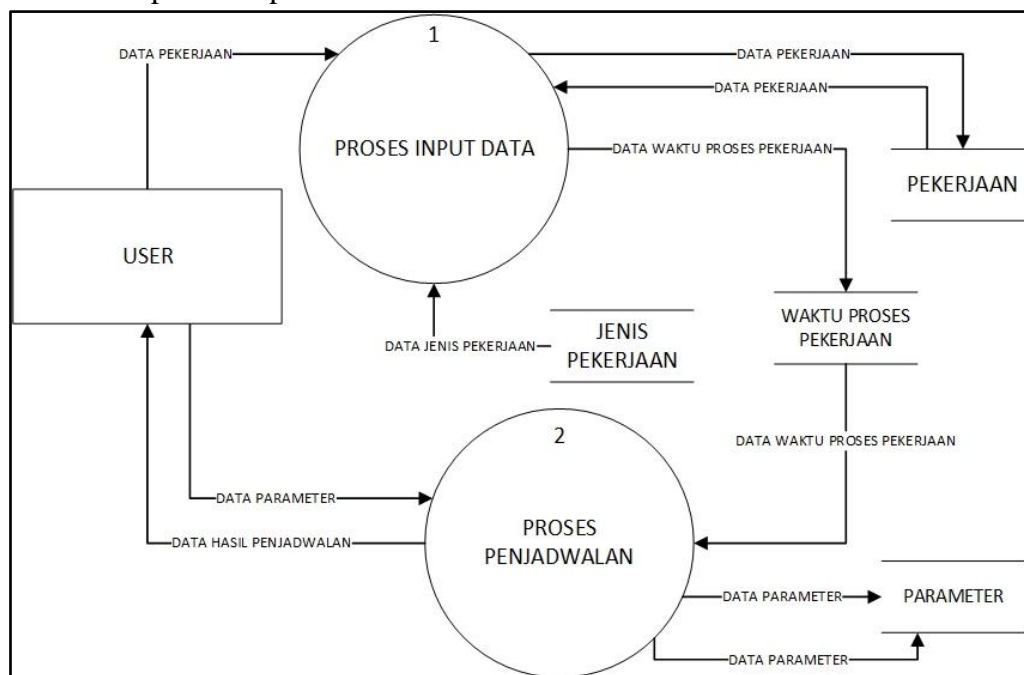 1
DATA PEKERJAAN
DATA PEKERJAAN
DATA PEKERJAAN
PROSES INPUT DATA
DATA WAKTU PROSES PEKERJAAN
PEKERJAAN
USER
WAKTU PROSES
PEKERJAAN
JENIS
PEKERJAAN
DATA JENIS PEKERJAAN
2
DATA WAKTU PROSES PEKERJAAN
DATA PARAMETER
PROSES
PENJADWALAN
DATA HASIL PENJADWALAN
DATA PARAMETER
PARAMETER
DATA PARAMETER